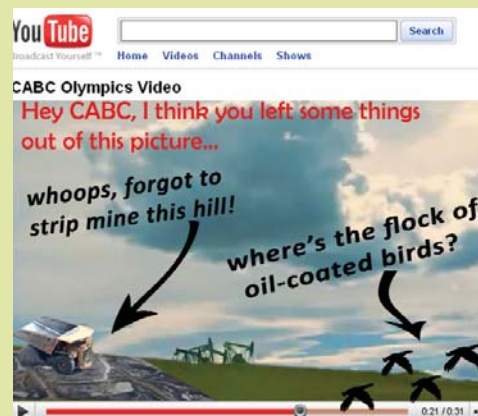 You Tube
Broadcast Yourself ™
Search
Home Videos Channels Shows
CABC Olympics Video
Hey CABC, I think you left some things
out of this picture...
whoops, forgot to
strip mine this hill!
where's the flock of
oil-coated birds?
0:21 / 0:31